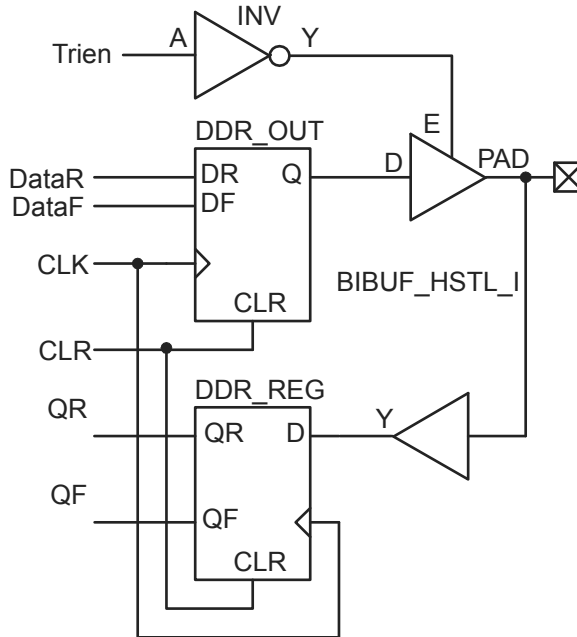 INV
Trien A Y
DDR_OUT
E
D PAD
DataR DR Q
DataF DF
CLK
BIBUF_HSTL_I
CLR
CLR
DDR_REG
QR QR D Y
QF QF
CLR